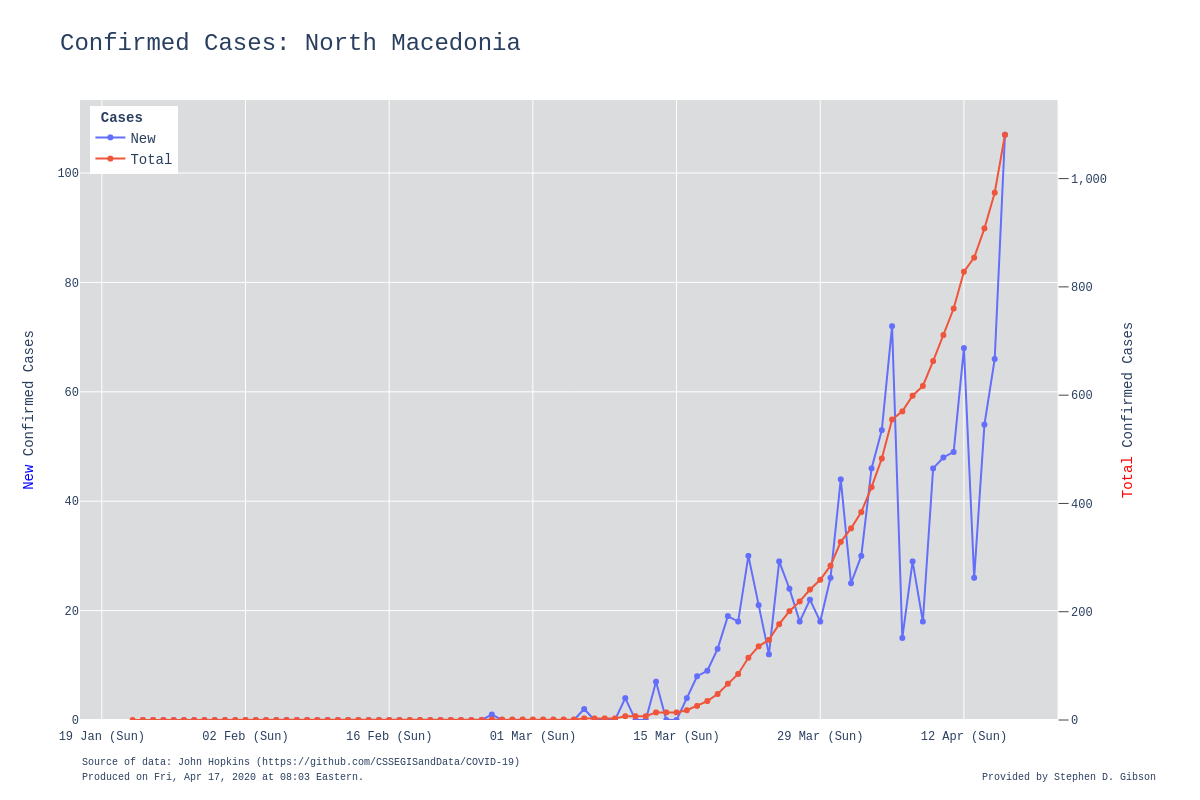 Confirmed Cases: North Macedonia
Cases
New
Total
100
80
60
40
20
0
1,000
800
600
400
200
0
New Confirmed Cases
Total Confirmed Cases
19 Jan (Sun) 02 Feb (Sun) 16 Feb (Sun) 01 Mar (Sun) 15 Mar (Sun) 29 Mar (Sun) 12 Apr (Sun)
Source of data: John Hopkins (https://github.com/CSSEGISandData/COVID-19)
Produced on Fri, Apr 17, 2020 at 08:03 Eastern.
Provided by Stephen D. Gibson